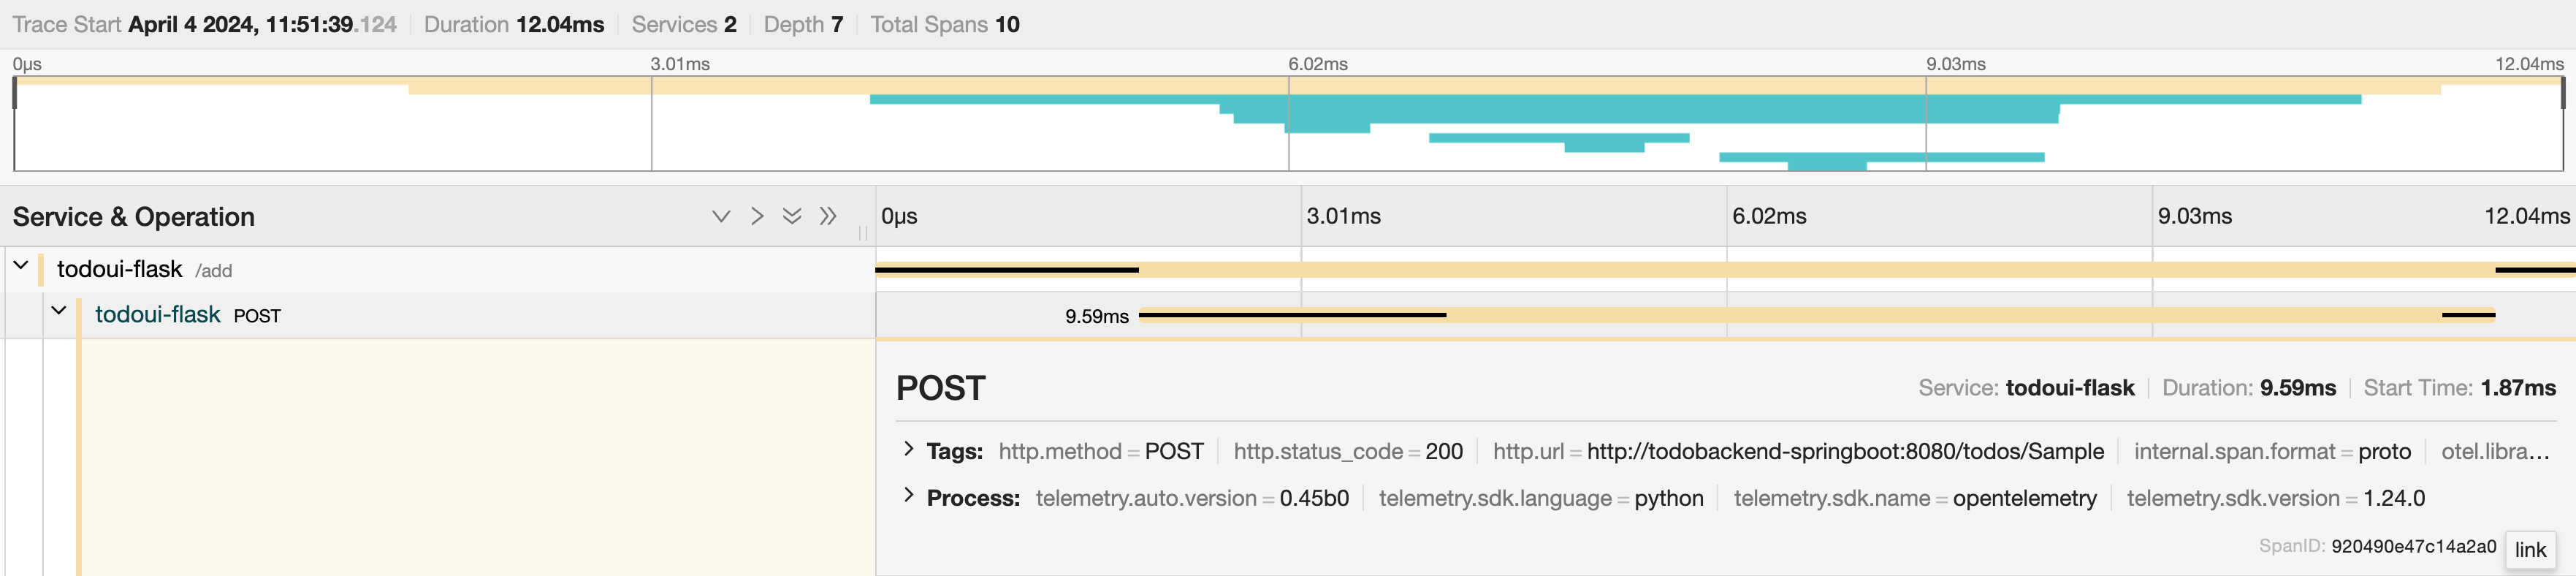 Trace Start April 4 2024, 11:51:39.124 Duration 12.04ms Services 2 Depth 7 Total Spans 10
0μs 3.01ms 6.02ms 9.03ms 12.04ms
Service & Operation 0μs 3.01ms 6.02ms 9.03ms 12.04ms
todoui-flask /add
todoui-flask POST 9.59ms
POST Service: todoui-flask Duration: 9.59ms Start Time: 1.87ms
Tags: http.method = POST http.status_code = 200 http.url = http://todobackend-springboot:8080/todos/Sample internal.span.format = proto otel.libra...
Process: telemetry.auto.version = 0.45b0 telemetry.sdk.language = python telemetry.sdk.name = opentelemetry telemetry.sdk.version = 1.24.0
SpanID: 920490e47c14a2a0 link